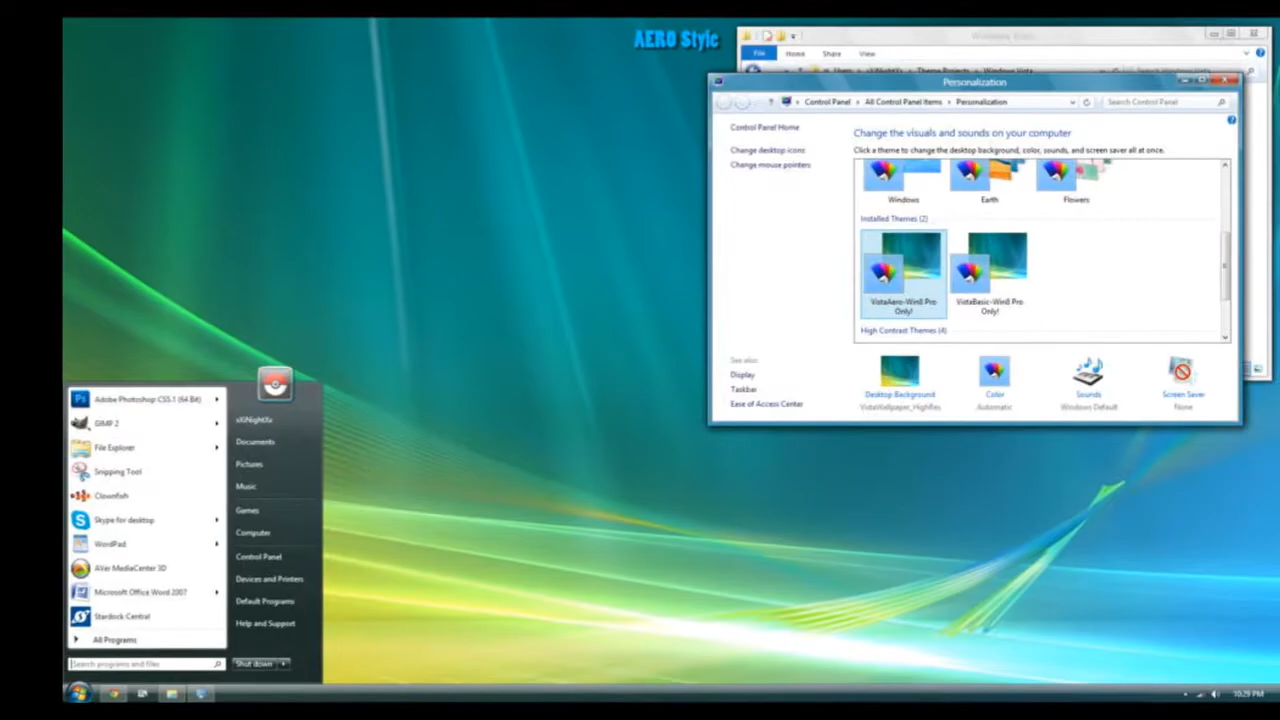 AERO Style
File Home Share View
Personalization
Control Panel All Control Panel Items Personalization Search Control Panel
Control Panel Home
Change desktop icons
Change mouse pointers
Change the visuals and sounds on your computer
Click a theme to change the desktop background, color, sounds, and screen saver all at once.
Windows Earth Flowers
Installed Themes (2)
VistaAero-Win8 Pro Only!
VistaBasic-Win8 Pro Only!
High Contrast Themes (4)
See also
Display
Taskbar
Ease of Access Center
Desktop Background
VistaWallpaper_HighRes
Color
Automatic
Sounds
Windows Default
Screen Saver
None
Adobe Photoshop CS5.1 (64 Bit)
GIMP 2
File Explorer
Snipping Tool
Clownfish
Skype for desktop
WordPad
AVer MediaCenter 3D
Microsoft Office Word 2007
Stardock Central
All Programs
Search programs and files
xXiNightXx
Documents
Pictures
Music
Games
Computer
Control Panel
Devices and Printers
Default Programs
Help and Support
Shut down
10:29 PM